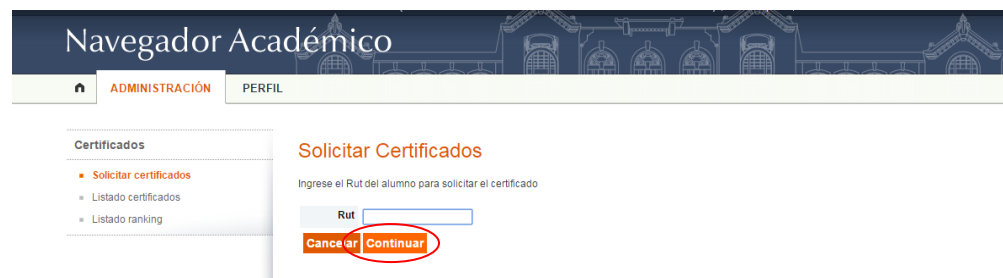 Navegador Académico
ADMINISTRACIÓN PERFIL
Certificados
Solicitar certificados
Listado certificados
Listado ranking
Solicitar Certificados
Ingrese el Rut del alumno para solicitar el certificado
Rut
Cancelar Continuar